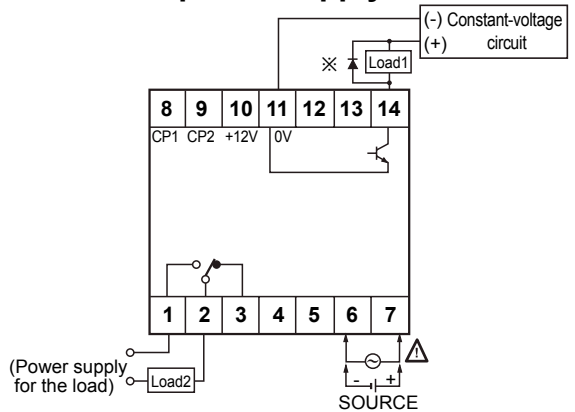 (-) Constant-voltage
(+) circuit
※
Load1
8 9 10 11 12 13 14
CP1 CP2 +12V 0V
1 2 3 4 5 6 7
(Power supply
for the load)
Load2
- +
SOURCE